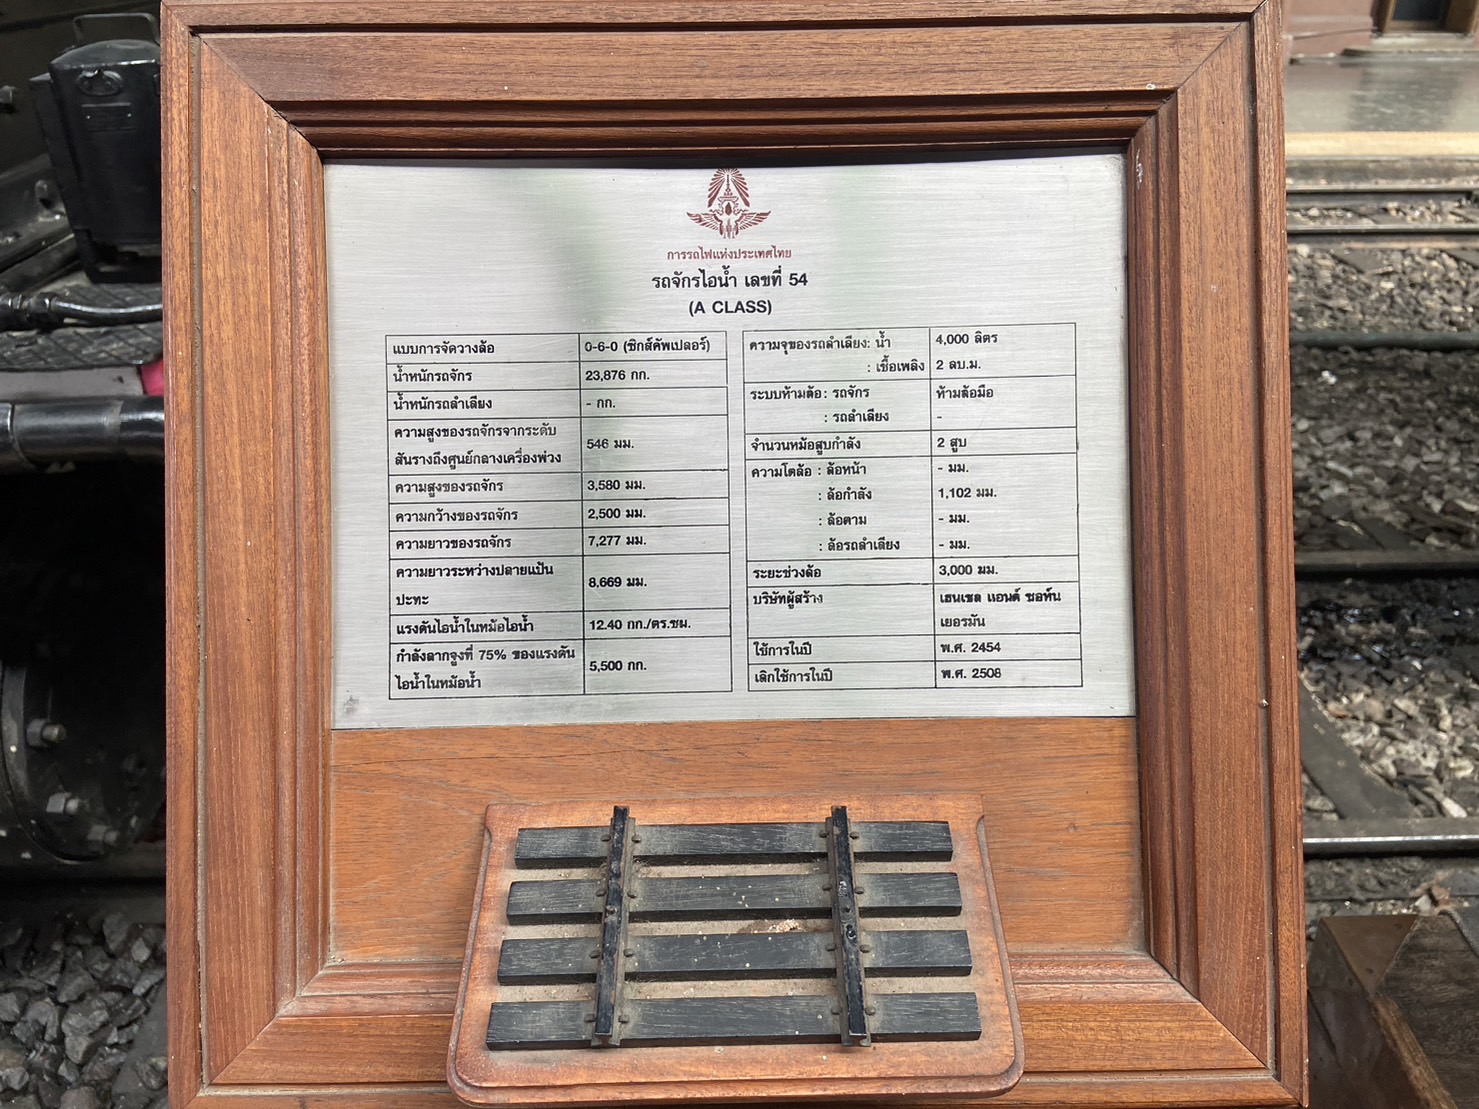 การรถไฟแห่งประเทศไทย
รถจักรไอน้ำ เลขที่ 54
(A CLASS)
แบบการจัดวางล้อ 0-6-0 (ซิกส์คัพเปลอร์)
น้ำหนักรถจักร 23,876 กก.
น้ำหนักรถลำเลียง - กก.
ความสูงของรถจักรจากระดับ
สันรางถึงศูนย์กลางเครื่องพ่วง 546 มม.
ความสูงของรถจักร 3,580 มม.
ความกว้างของรถจักร 2,500 มม.
ความยาวของรถจักร 7,277 มม.
ความยาวระหว่างปลายแป้น
ปะทะ 8,669 มม.
แรงดันไอน้ำในหม้อไอน้ำ 12.40 กก./ตร.ซม.
กำลังลากจูงที่ 75% ของแรงดัน
ไอน้ำในหม้อน้ำ 5,500 กก.
ความจุของรถลำเลียง: น้ำ 4,000 ลิตร
: เชื้อเพลิง 2 ลบ.ม.
ระบบห้ามล้อ : รถจักร ห้ามล้อมือ
: รถลำเลียง -
จำนวนหม้อสูบกำลัง 2 สูบ
ความโตล้อ : ล้อหน้า - มม.
: ล้อกำลัง 1,102 มม.
: ล้อตาม - มม.
: ล้อรถลำเลียง - มม.
ระยะช่วงล้อ 3,000 มม.
บริษัทผู้สร้าง เฮนเชล แอนด์ ซอห์น
เยอรมัน
ใช้การในปี พ.ศ. 2454
เลิกใช้การในปี พ.ศ. 2508